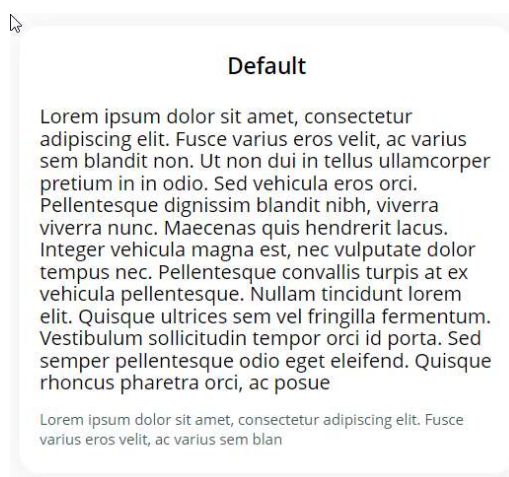 Default
Lorem ipsum dolor sit amet, consectetur
adipiscing elit. Fusce varius eros velit, ac varius
sem blandit non. Ut non dui in tellus ullamcorper
pretium in in odio. Sed vehicula eros orci.
Pellentesque dignissim blandit nibh, viverra
viverra nunc. Maecenas quis hendrerit lacus.
Integer vehicula magna est, nec vulputate dolor
tempus nec. Pellentesque convallis turpis at ex
vehicula pellentesque. Nullam tincidunt lorem
elit. Quisque ultrices sem vel fringilla fermentum.
Vestibulum sollicitudin tempor orci id porta. Sed
semper pellentesque odio eget eleifend. Quisque
rhoncus pharetra orci, ac posue
Lorem ipsum dolor sit amet, consectetur adipiscing elit. Fusce
varius eros velit, ac varius sem blan